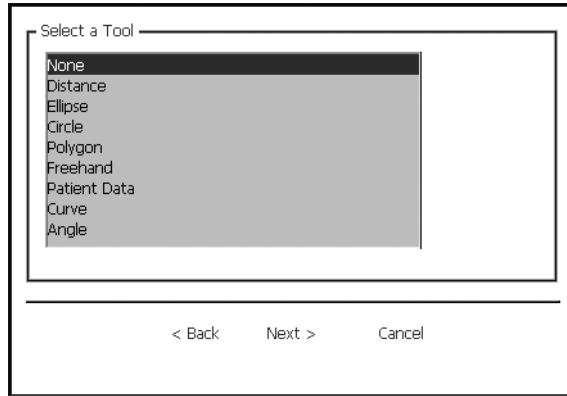 Select a Tool
None
Distance
Ellipse
Circle
Polygon
Freehand
Patient Data
Curve
Angle
< Back Next > Cancel